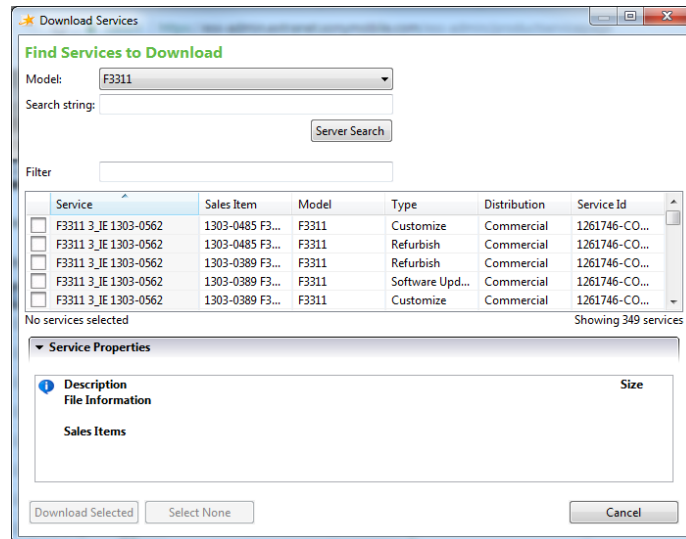 Download Services
Find Services to Download
Model: F3311
Search string:
Server Search
Filter
Service Sales Item Model Type Distribution Service Id
F3311 3_IE 1303-0562 1303-0485 F3... F3311 Customize Commercial 1261746-CO...
F3311 3_IE 1303-0562 1303-0485 F3... F3311 Refurbish Commercial 1261746-CO...
F3311 3_IE 1303-0562 1303-0389 F3... F3311 Refurbish Commercial 1261746-CO...
F3311 3_IE 1303-0562 1303-0389 F3... F3311 Software Upd... Commercial 1261746-CO...
F3311 3_IE 1303-0562 1303-0389 F3... F3311 Customize Commercial 1261746-CO...
No services selected Showing 349 services
Service Properties
Description Size
File Information
Sales Items
Download Selected Select None Cancel